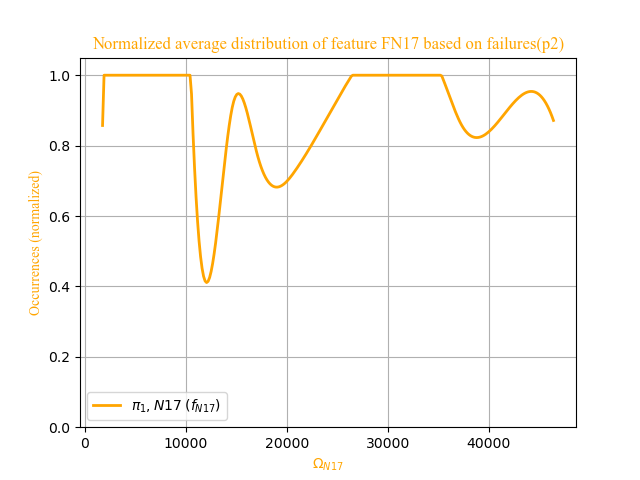 Normalized average distribution of feature FN17 based on failures(p2)
Occurrences (normalized)
1.0
0.8
0.6
0.4
0.2
0.0
π₁, N17 (f_N17)
0 10000 20000 30000 40000
Ω_N17